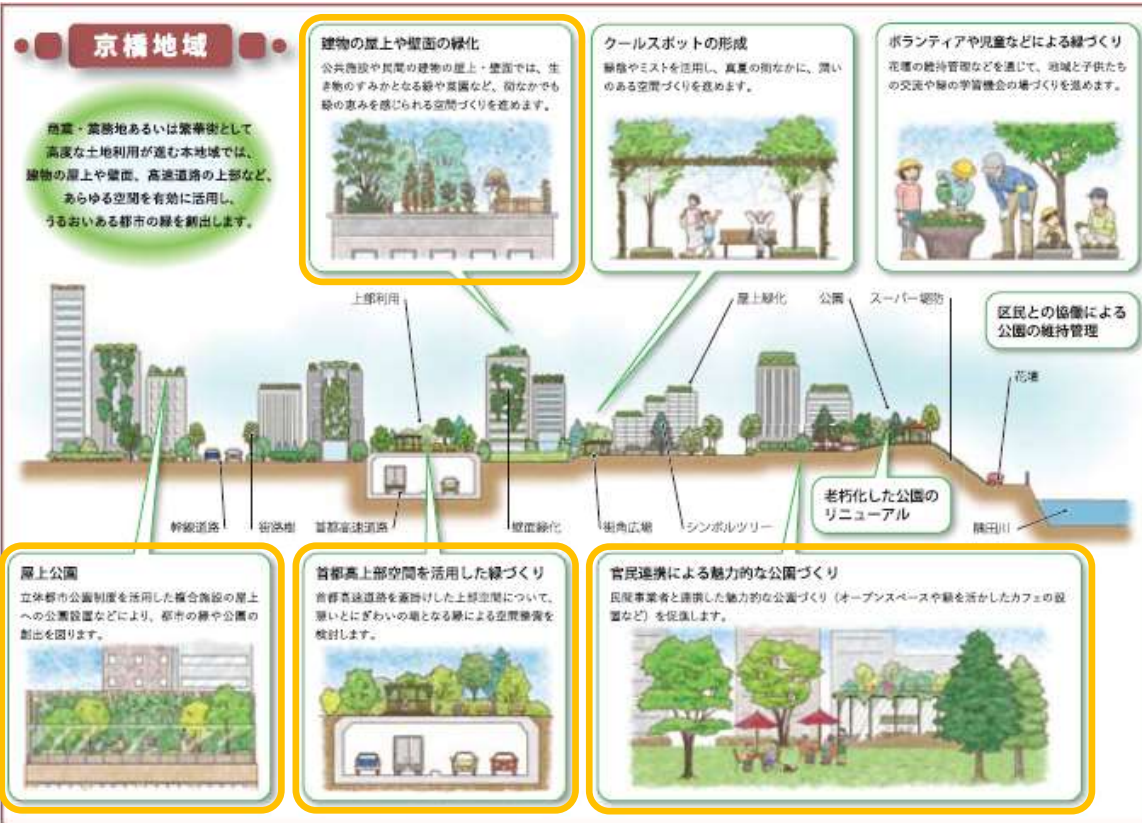 京橋地域
商業・業務地あるいは繁華街として
高度な土地利用が進む本地域では、
建物の屋上や壁面、高速道路の上部など、
あらゆる空間を有効に活用し、
うるおいある都市の緑を創出します。
建物の屋上や壁面の緑化
公共施設や民間の建物の屋上・壁面では、生
き物のすみかとなる緑や菜園など、街なかでも
緑の恵みを感じられる空間づくりを進めます。
クールスポットの形成
緑陰やミストを活用し、真夏の街なかに、潤い
のある空間づくりを進めます。
ボランティアや児童などによる緑づくり
花壇の維持管理などを通じて、地域と子供たち
の交流や緑の学習機会の場づくりを進めます。
上部利用
屋上緑化
公園
スーパー堤防
区民との協働による
公園の維持管理
花壇
老朽化した公園の
リニューアル
幹線道路
街路樹
首都高速道路
壁面緑化
街角広場
シンボルツリー
隅田川
屋上公園
立体都市公園制度を活用した複合施設の屋上
への公園設置などにより、都市の緑や公園の
創出を図ります。
首都高上部空間を活用した緑づくり
首都高速道路を蓋掛けした上部空間について、
憩いとにぎわいの場となる緑による空間整備を
検討します。
官民連携による魅力的な公園づくり
民間事業者と連携した魅力的な公園づくり（オープンスペースや緑を活かしたカフェの設
置など）を促進します。